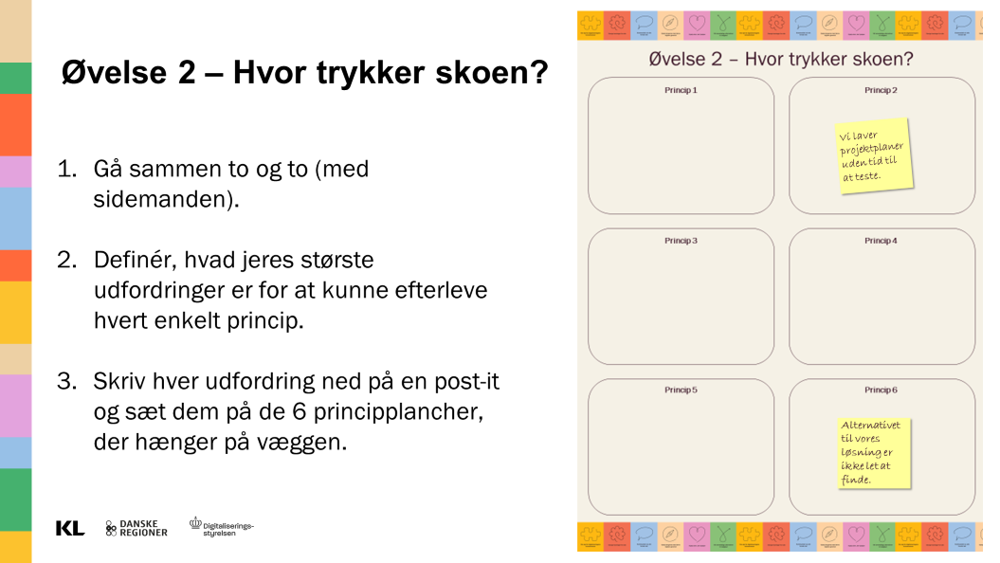 Øvelse 2 – Hvor trykker skoen?
1. Gå sammen to og to (med
sidemanden).
2. Definér, hvad jeres største
udfordringer er for at kunne efterleve
hvert enkelt princip.
3. Skriv hver udfordring ned på en post-it
og sæt dem på de 6 principplancher,
der hænger på væggen.
KL
DANSKE
REGIONER
Digitaliserings-
styrelsen
Øvelse 2 – Hvor trykker skoen?
Princip 1
Princip 2
Vi laver
projektplaner
uden tid til
at teste.
Princip 3
Princip 4
Princip 5
Princip 6
Alternativet
til vores
løsning er
ikke let at
finde.